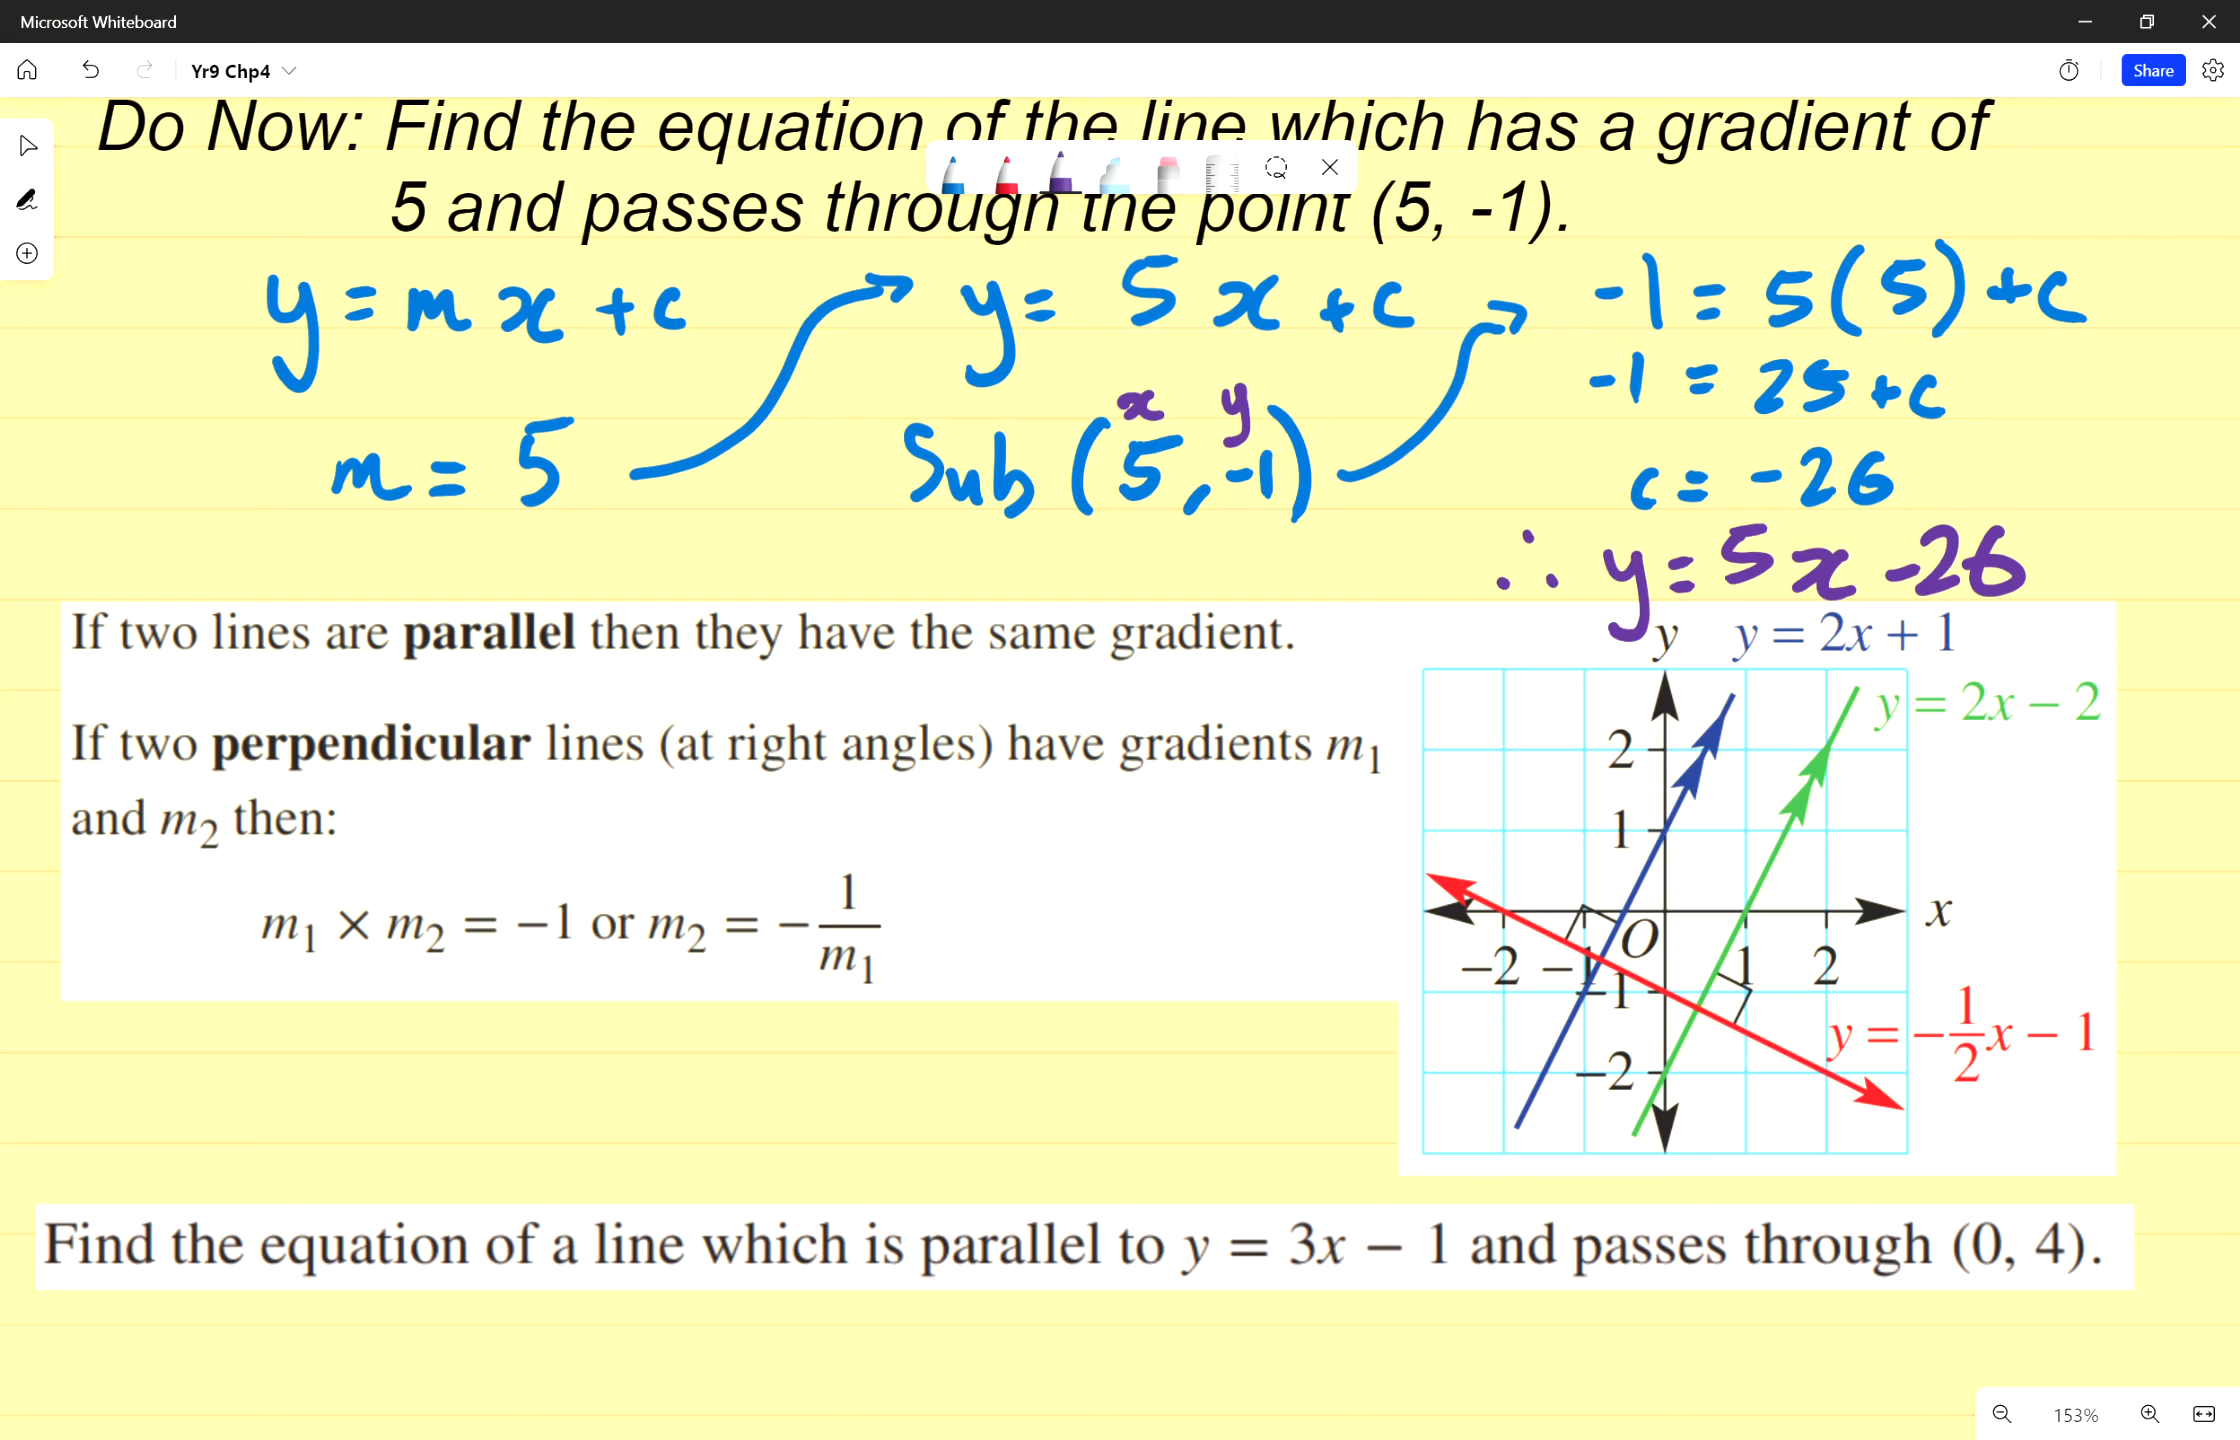 Microsoft Whiteboard
Yr9 Chp4
Share
Do Now: Find the equation of the line which has a gradient of
5 and passes through the point (5, -1).
y = mx + c
m = 5
y = 5x + c
x y
Sub (5, -1)
-1 = 5(5) + c
-1 = 25 + c
c = -26
∴ y = 5x - 26
If two lines are parallel then they have the same gradient.
If two perpendicular lines (at right angles) have gradients m₁
and m₂ then:
m₁ × m₂ = −1 or m₂ = −1/m₁
y
y = 2x + 1
y = 2x − 2
2
1
x
O
−2 −1 1 2
−1
y = −1/2x − 1
−2
Find the equation of a line which is parallel to y = 3x − 1 and passes through (0, 4).
153%